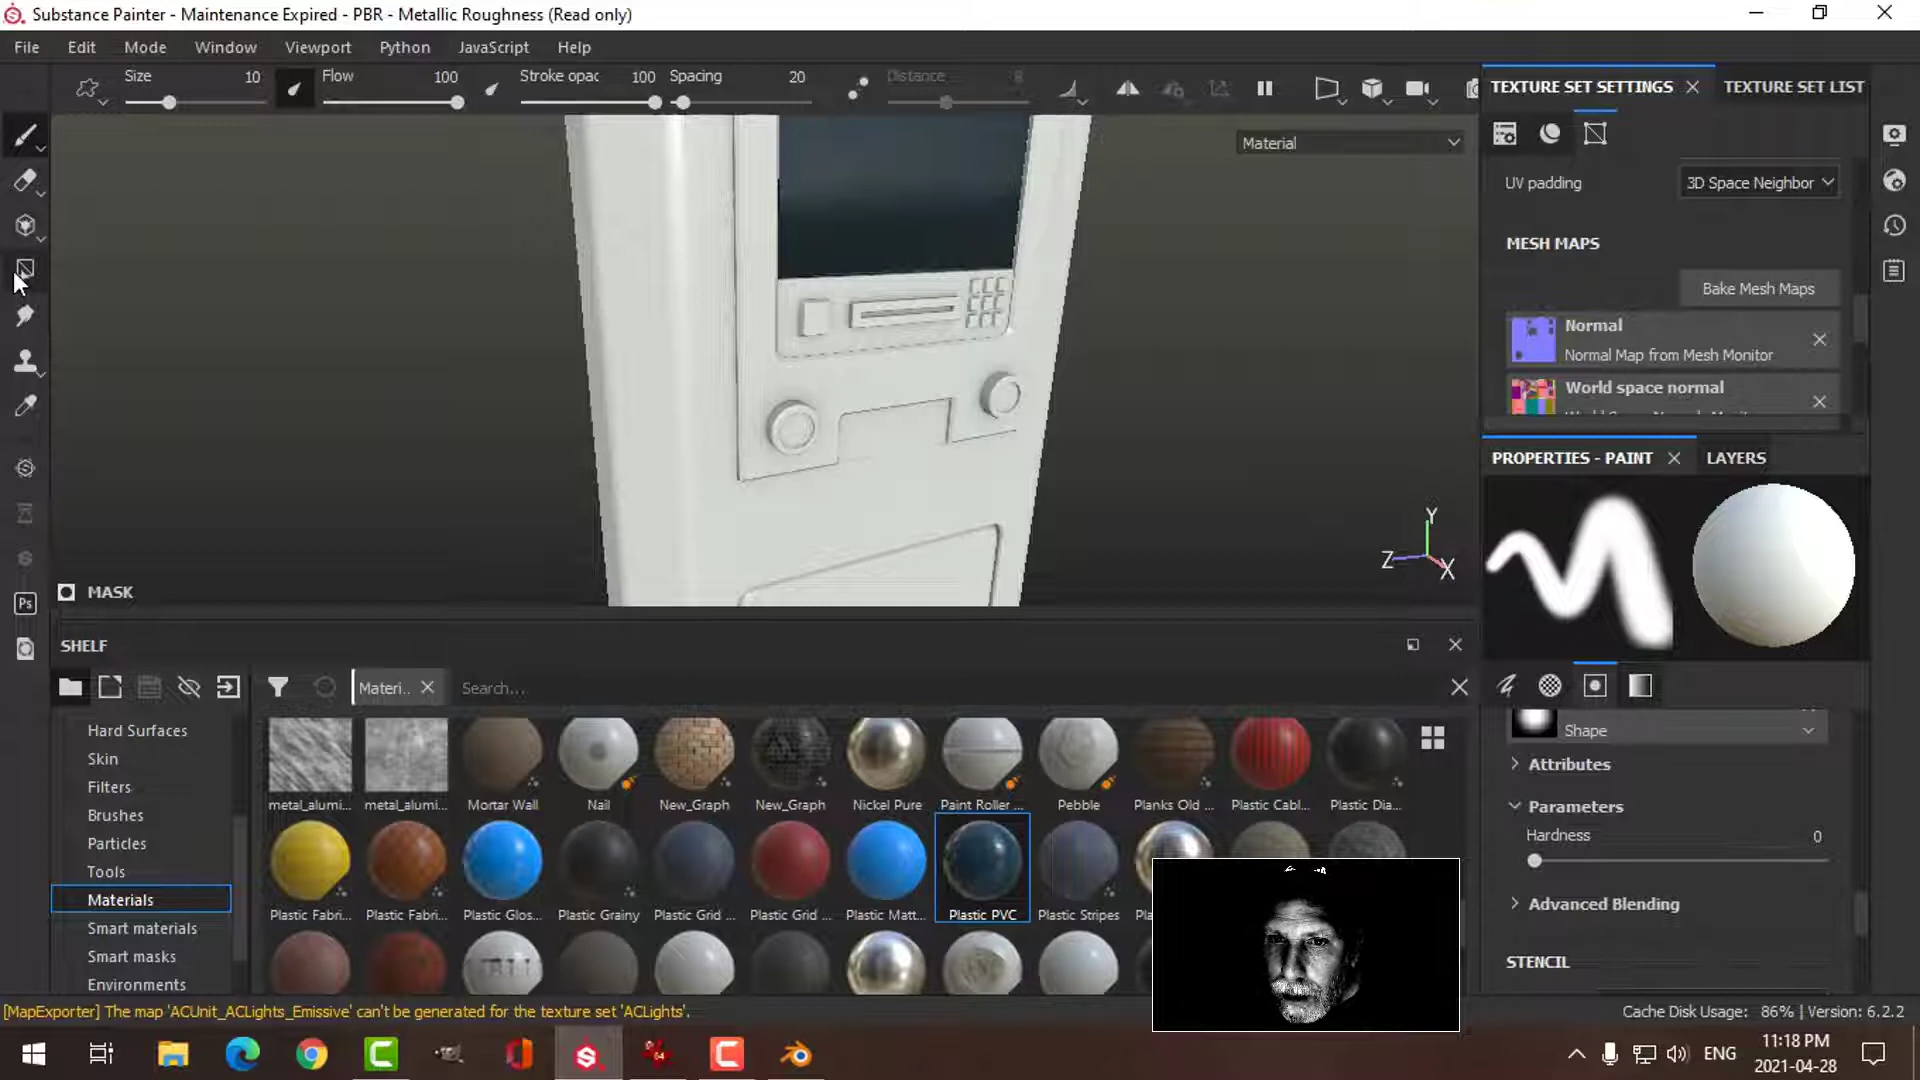 Substance Painter - Maintenance Expired - PBR - Metallic Roughness (Read only)
File Edit Mode Window Viewport Python JavaScript Help
Size 10 Flow 100 Stroke opac 100 Spacing 20 Distance 8
TEXTURE SET SETTINGS TEXTURE SET LIST
Material
UV padding 3D Space Neighbor
MESH MAPS
Bake Mesh Maps
Normal
Normal Map from Mesh Monitor
World space normal
PROPERTIES - PAINT LAYERS
Y
Z X
MASK
SHELF
Materi... Search...
Ps
Hard Surfaces
Skin
Filters
Brushes
Particles
Tools
Materials
Smart materials
Smart masks
Environments
metal_alumi... metal_alumi... Mortar Wall Nail New_Graph New_Graph Nickel Pure Paint Roller ... Pebble Planks Old ... Plastic Cabl... Plastic Dia...
Plastic Fabri... Plastic Fabri... Plastic Glos... Plastic Grainy Plastic Grid ... Plastic Grid ... Plastic Matt... Plastic PVC Plastic Stripes
Shape
Attributes
Parameters
Hardness 0
Advanced Blending
STENCIL
[MapExporter] The map 'ACUnit_ACLights_Emissive' can't be generated for the texture set 'ACLights'.
Cache Disk Usage: 86% | Version: 6.2.2
ENG
11:18 PM
2021-04-28